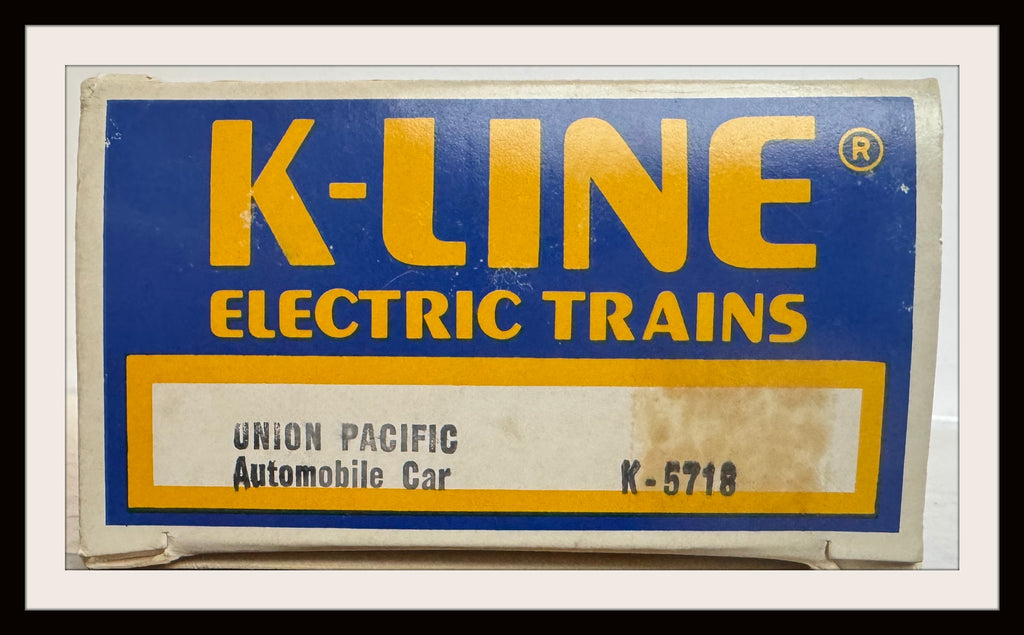 K-LINE®
ELECTRIC TRAINS
UNION PACIFIC
Automobile Car K-5718